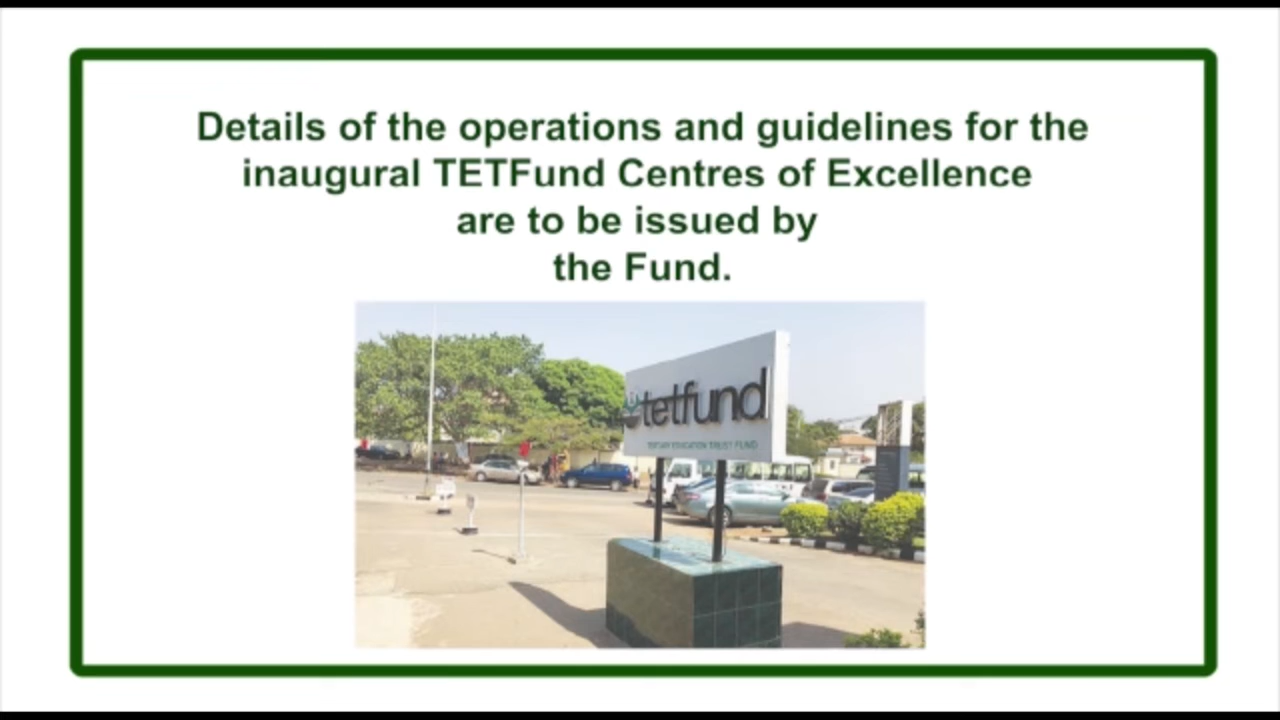 Details of the operations and guidelines for the
inaugural TETFund Centres of Excellence
are to be issued by
the Fund.
tetfund
TERTIARY EDUCATION TRUST FUND